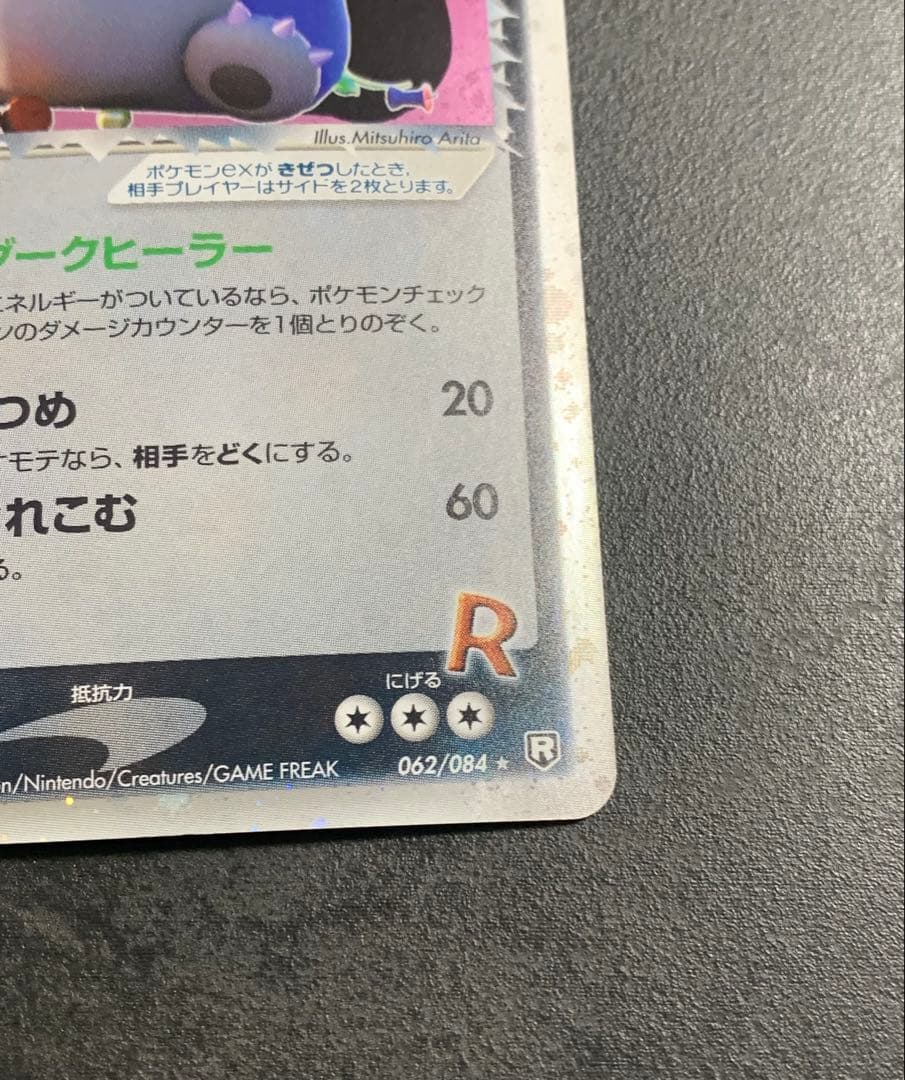 Illus.Mitsuhiro Arita
ポケモンexが きぜつしたとき、
相手プレイヤーはサイドを2枚とります。
ダークヒーラー
エネルギーがついているなら、ポケモンチェック
ンのダメージカウンターを1個とりのぞく。
つめ 20
モテなら、相手をどくにする。
れこむ 60
る。
R
抵抗力 にげる
n/Nintendo/Creatures/GAME FREAK 062/084 ★ R